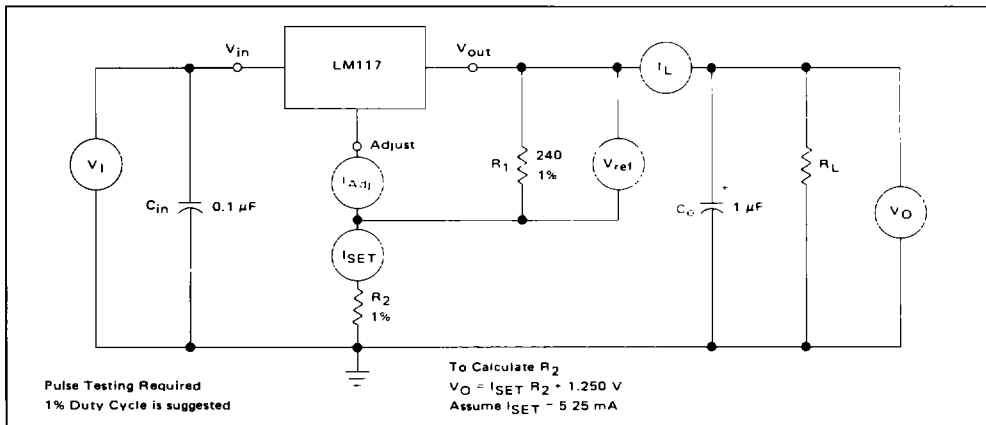 LM117
V_in
V_out
Adjust
V_I
C_in 0.1 µF
I_Adj
I_SET
R_2
1%
R_1
240
1%
V_ref
I_L
C_o
+
1 µF
R_L
V_O
Pulse Testing Required
1% Duty Cycle is suggested
To Calculate R_2
V_O = I_SET R_2 + 1.250 V
Assume I_SET = 5.25 mA